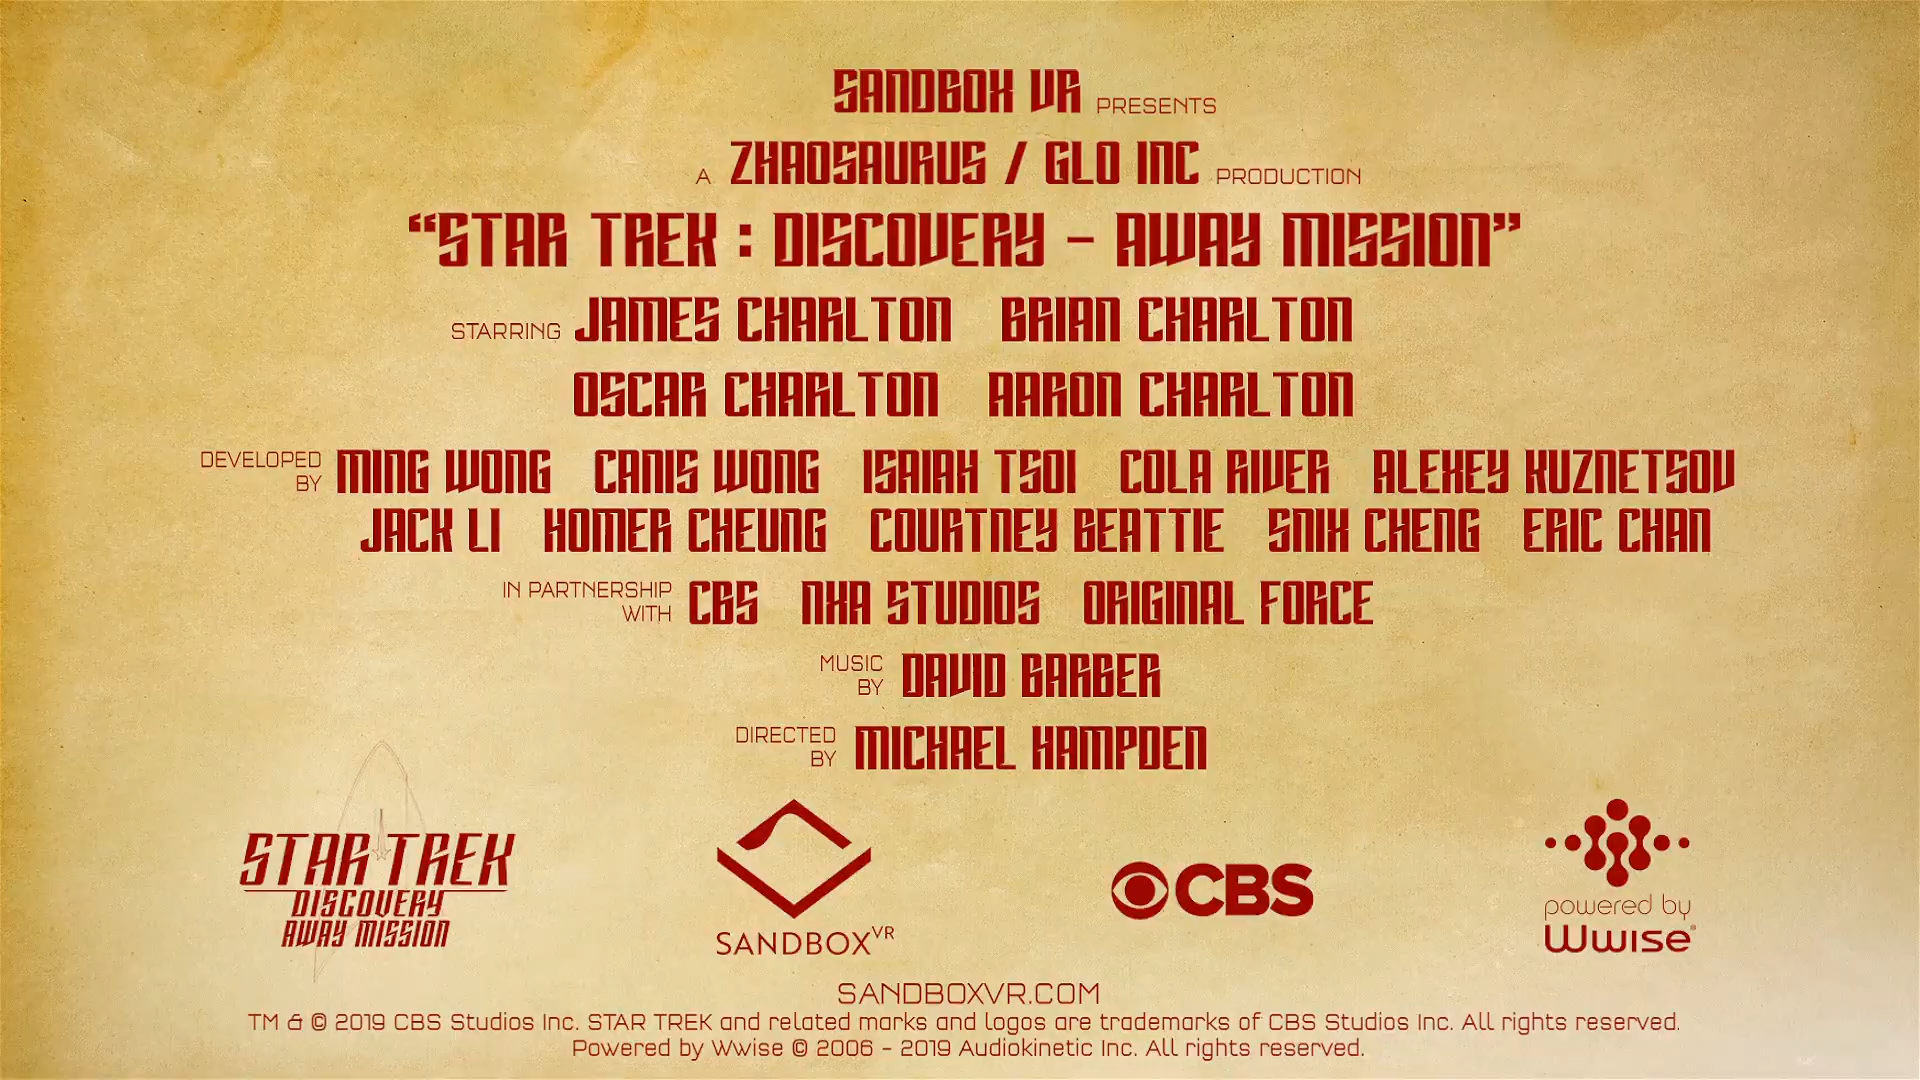 SANDBOX VR PRESENTS
A ZHAOSAURUS / GLO INC PRODUCTION
“STAR TREK : DISCOVERY – AWAY MISSION”
STARRING JAMES CHARLTON BRIAN CHARLTON
OSCAR CHARLTON AARON CHARLTON
DEVELOPED BY MING WONG CANIS WONG ISAIAH TSOI COLA RIVER ALEXEY KUZNETSOV
JACK LI HOMER CHEUNG COURTNEY BEATTIE SNIX CHENG ERIC CHAN
IN PARTNERSHIP WITH CBS NXA STUDIOS ORIGINAL FORCE
MUSIC BY DAVID BARBER
DIRECTED BY MICHAEL HAMPDEN
STAR TREK
DISCOVERY
AWAY MISSION
SANDBOX VR
CBS
powered by
Wwise®
SANDBOXVR.COM
TM & © 2019 CBS Studios Inc. STAR TREK and related marks and logos are trademarks of CBS Studios Inc. All rights reserved.
Powered by Wwise © 2006 – 2019 Audiokinetic Inc. All rights reserved.